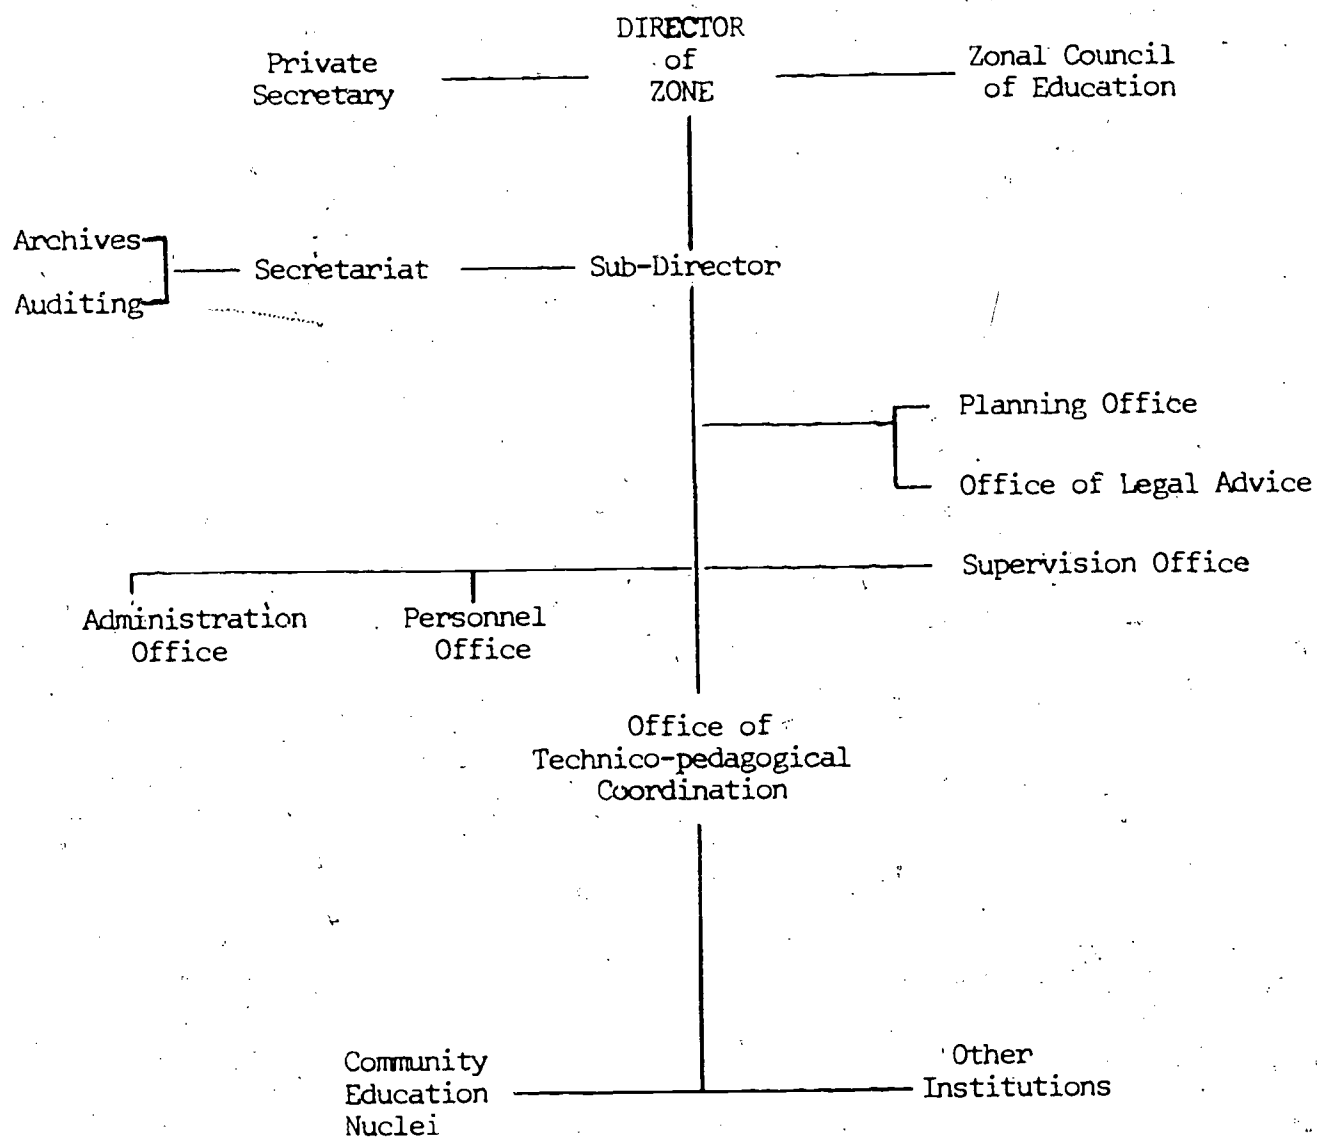 DIRECTOR
of
ZONE
Private
Secretary
Zonal Council
of Education
Archives
Auditing
Secretariat
Sub-Director
Planning Office
Office of Legal Advice
Supervision Office
Administration
Office
Personnel
Office
Office of
Technico-pedagogical
Coordination
Community
Education
Nuclei
Other
Institutions